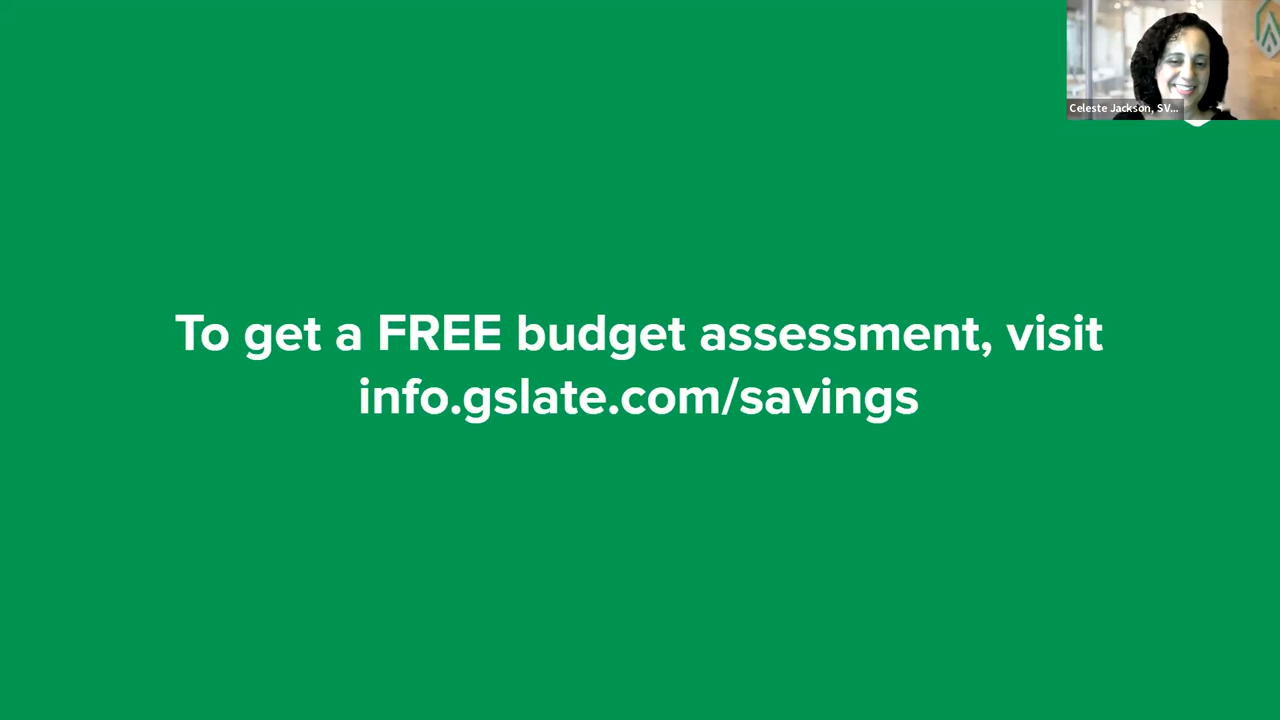 Celeste Jackson, SV...
To get a FREE budget assessment, visit
info.gslate.com/savings